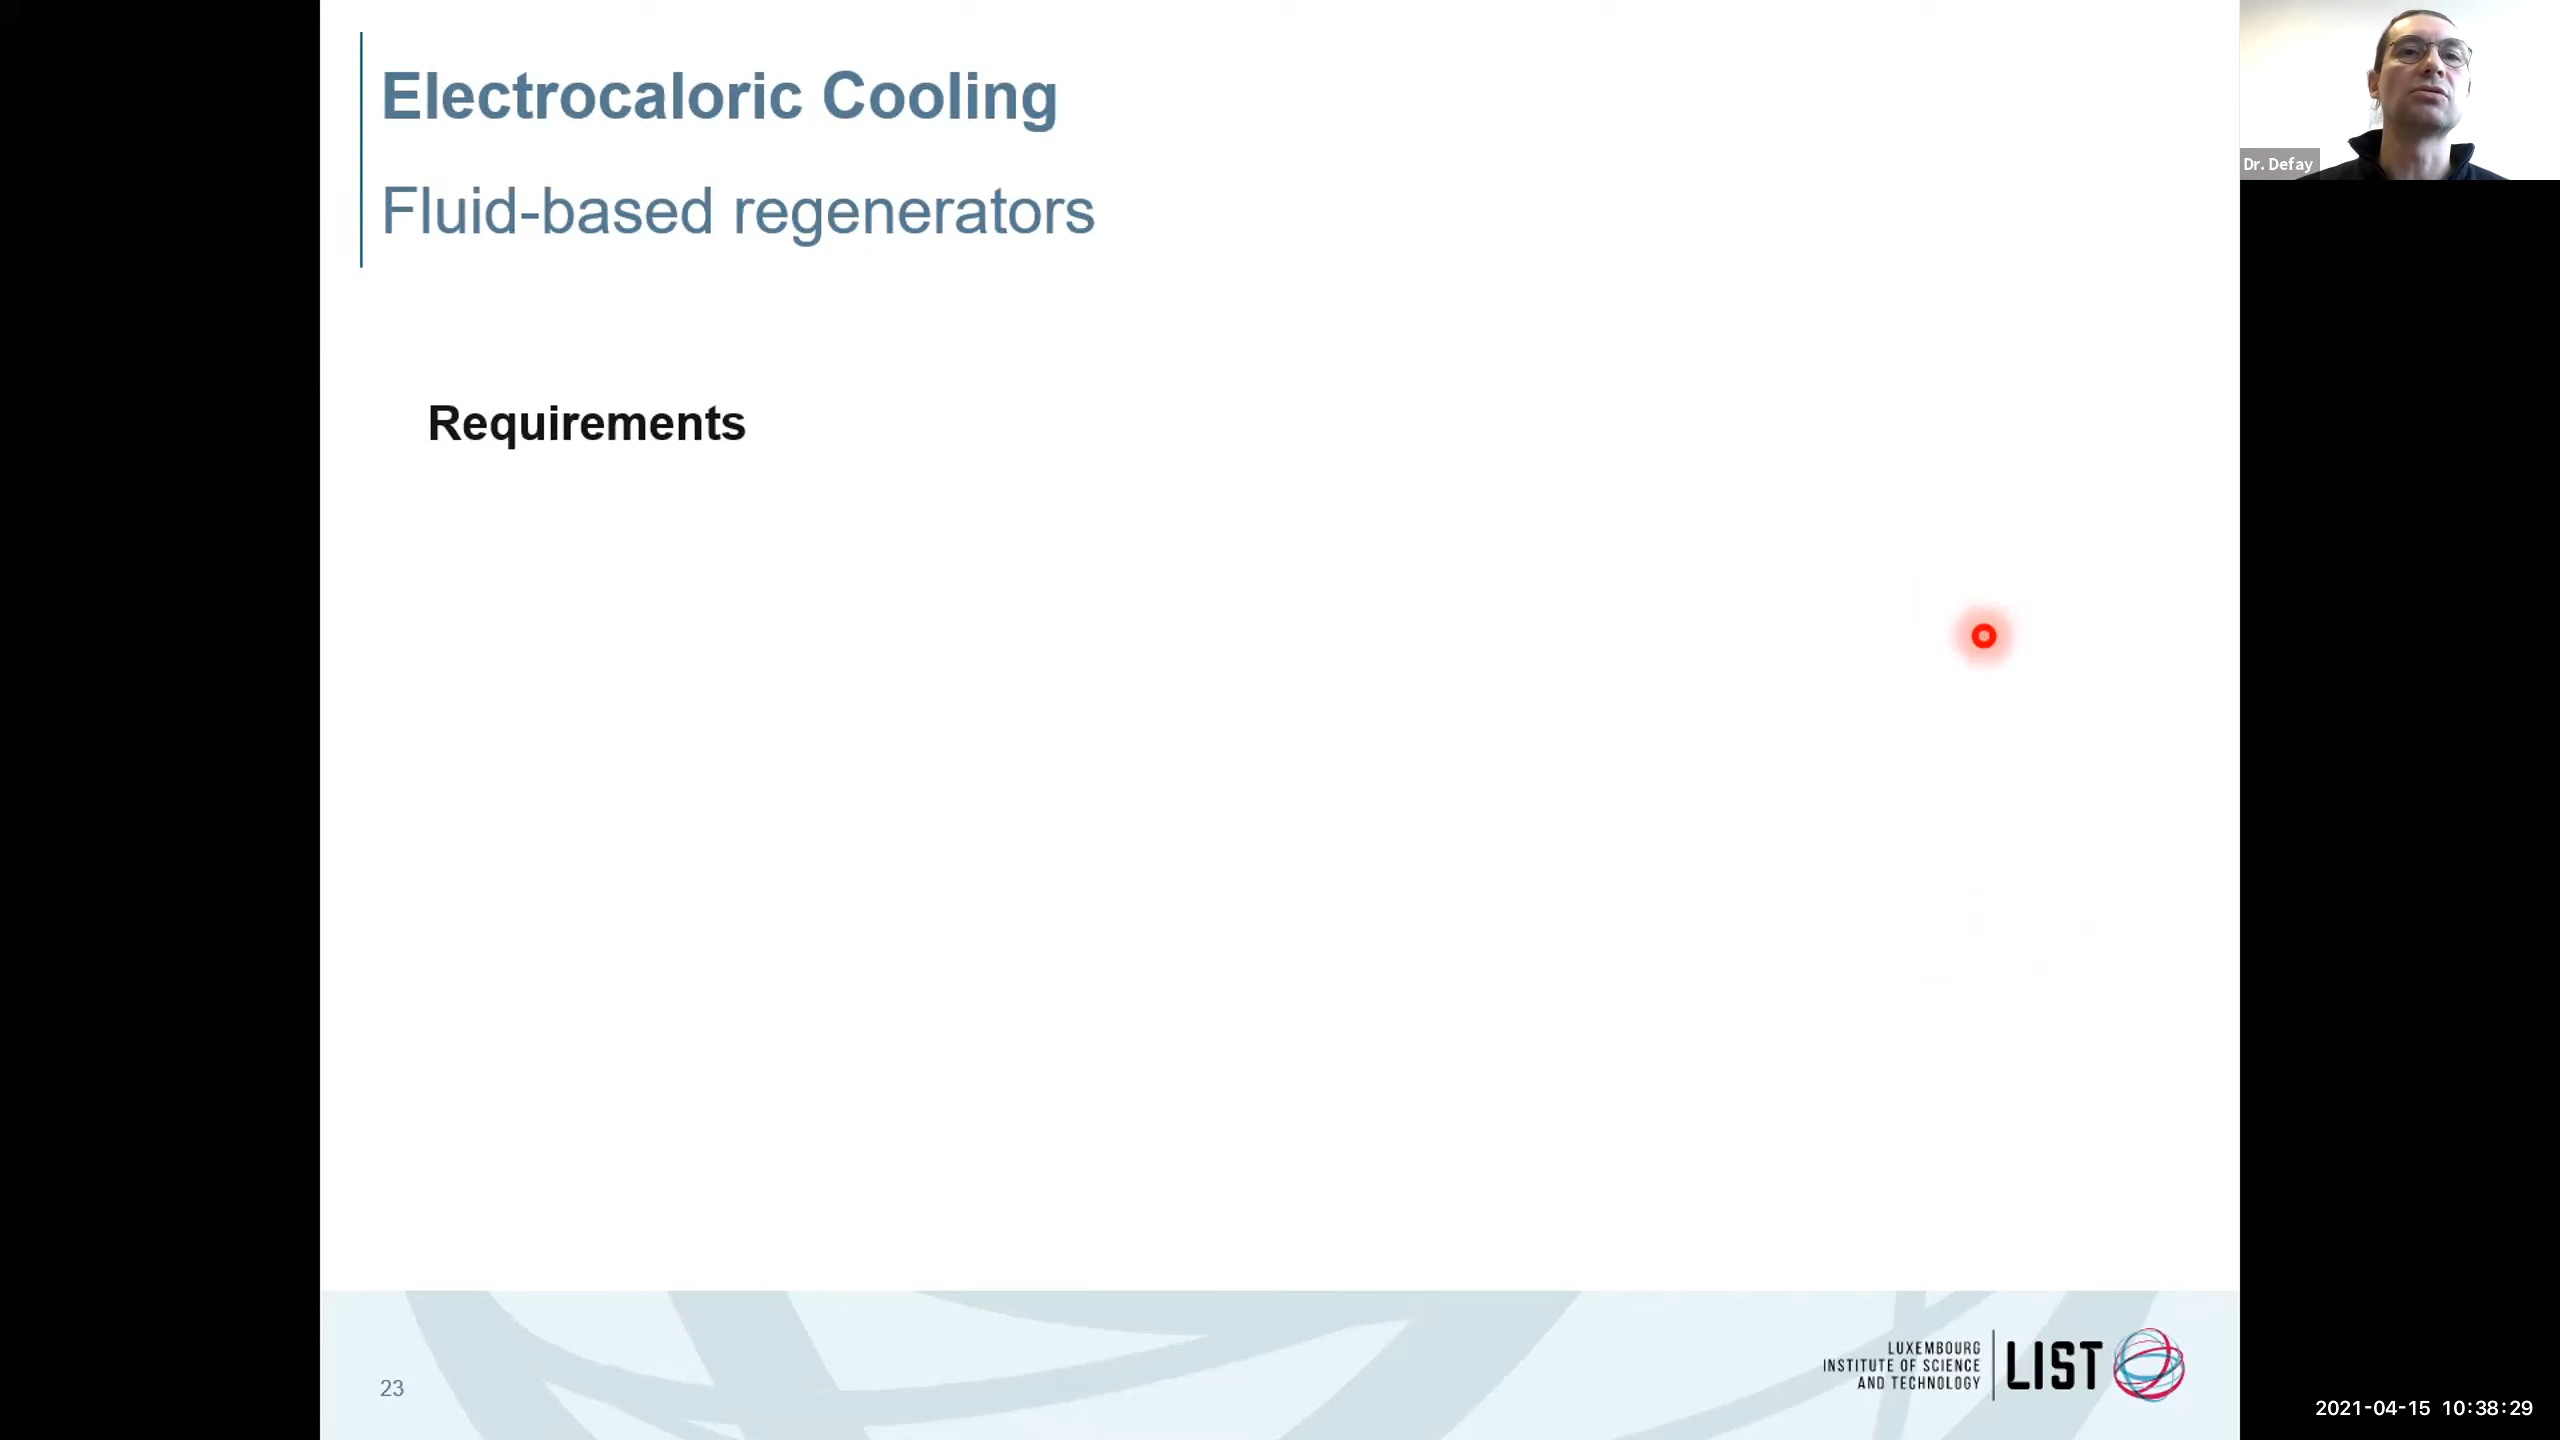 Electrocaloric Cooling
Fluid-based regenerators
Dr. Defay
Requirements
LUXEMBOURG
INSTITUTE OF SCIENCE
AND TECHNOLOGY
LIST
23
2021-04-15 10:38:29